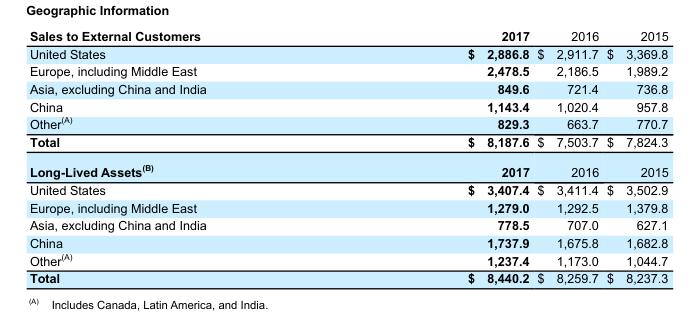 Geographic Information
Sales to External Customers 2017 2016 2015
United States $ 2,886.8 $ 2,911.7 $ 3,369.8
Europe, including Middle East 2,478.5 2,186.5 1,989.2
Asia, excluding China and India 849.6 721.4 736.8
China 1,143.4 1,020.4 957.8
Other(A) 829.3 663.7 770.7
Total $ 8,187.6 $ 7,503.7 $ 7,824.3
Long-Lived Assets(B) 2017 2016 2015
United States $ 3,407.4 $ 3,411.4 $ 3,502.9
Europe, including Middle East 1,279.0 1,292.5 1,379.8
Asia, excluding China and India 778.5 707.0 627.1
China 1,737.9 1,675.8 1,682.8
Other(A) 1,237.4 1,173.0 1,044.7
Total $ 8,440.2 $ 8,259.7 $ 8,237.3
(A) Includes Canada, Latin America, and India.